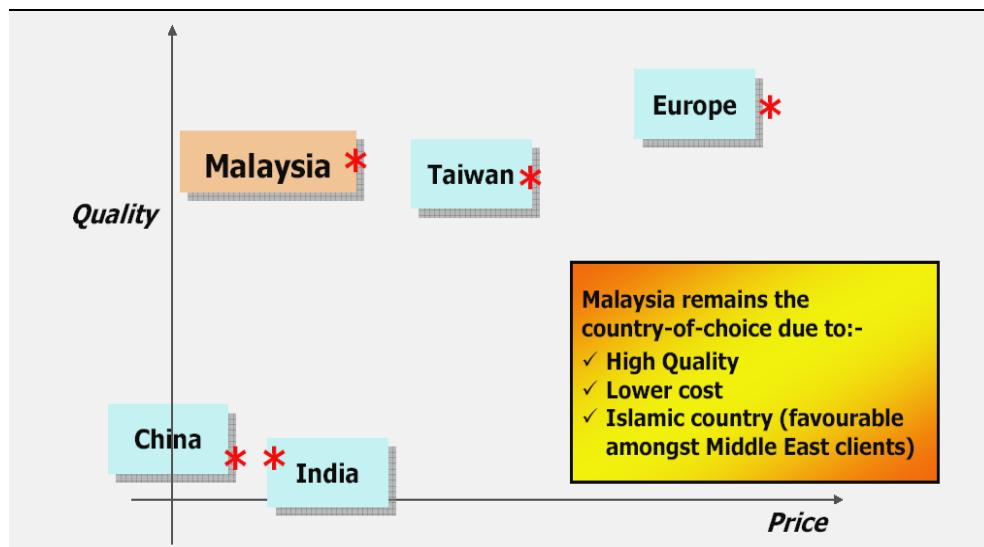 Europe
Malaysia
Taiwan
Quality
Malaysia remains the
country-of-choice due to:-
✓ High Quality
✓ Lower cost
✓ Islamic country (favourable
amongst Middle East clients)
China
India
Price